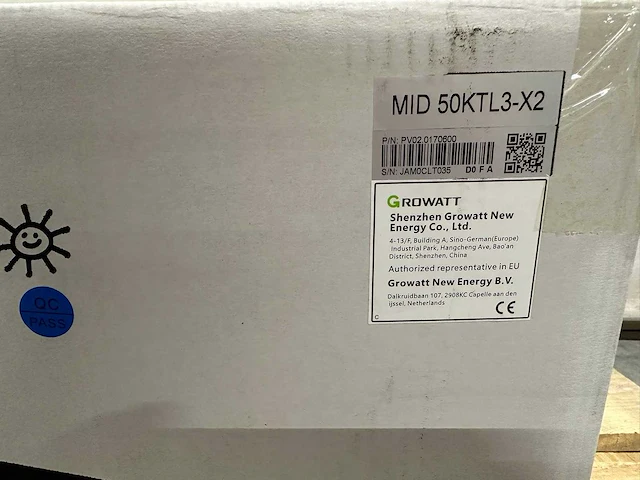 MID 50KTL3-X2
P/N: PV02.0170600
S/N: JAM0CLT035 D0 F A
GROWATT
Shenzhen Growatt New
Energy Co., Ltd.
4-13/F, Building A, Sino-German(Europe)
Industrial Park, Hangcheng Ave, Bao'an
District, Shenzhen, China
Authorized representative in EU
Growatt New Energy B.V.
Dalkruidbaan 107, 2908KC Capelle aan den
ijssel, Netherlands
C CE
QC
PASS